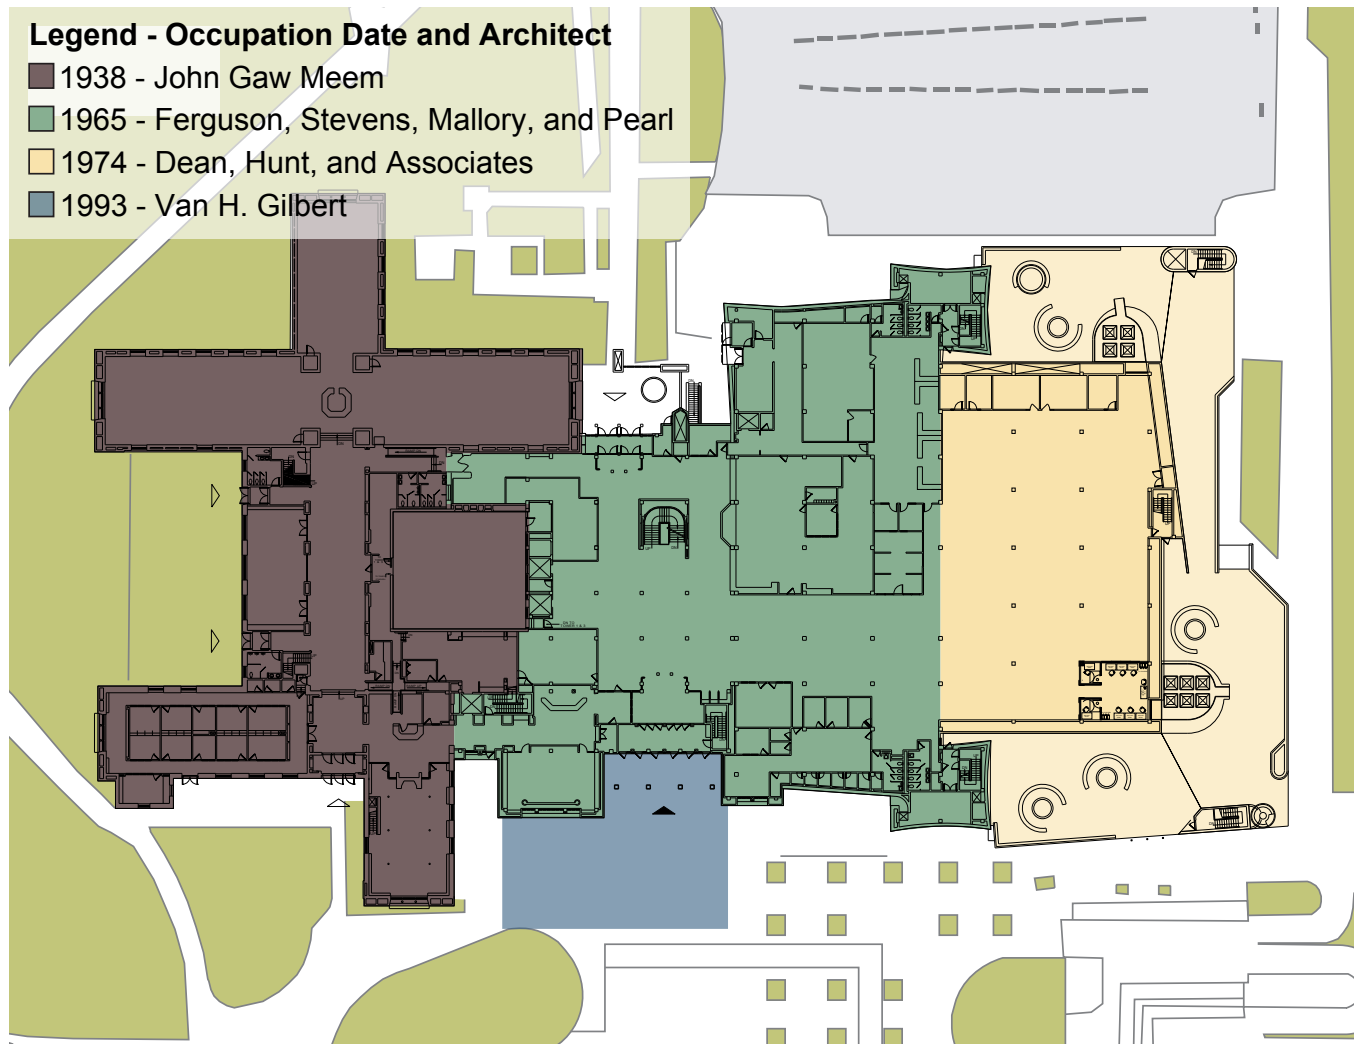 Legend - Occupation Date and Architect
1938 - John Gaw Meem
1965 - Ferguson, Stevens, Mallory, and Pearl
1974 - Dean, Hunt, and Associates
1993 - Van H. Gilbert